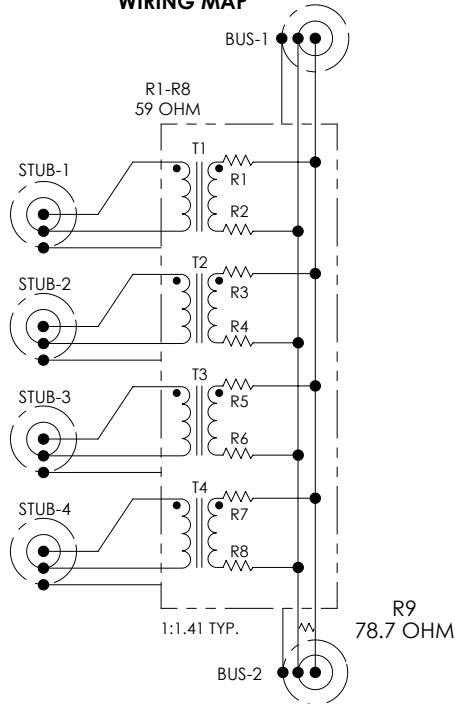 WIRING MAP
BUS-1
R1-R8
59 OHM
T1
STUB-1
R1
R2
T2
STUB-2
R3
R4
T3
STUB-3
R5
R6
T4
STUB-4
R7
R8
1:1.41 TYP.
R9
78.7 OHM
BUS-2